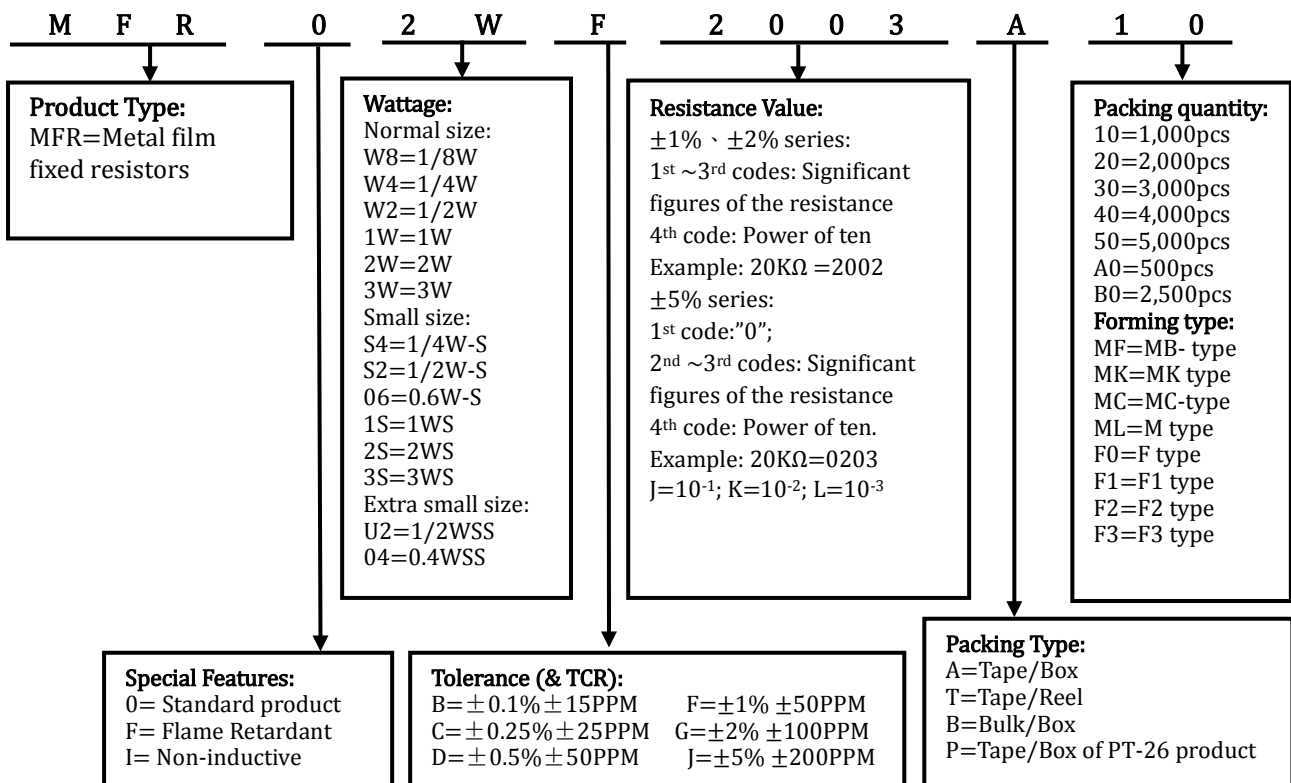 M F R 0 2 W F 2 0 0 3 A 1 0
Product Type:
MFR=Metal film
fixed resistors
Wattage:
Normal size:
W8=1/8W
W4=1/4W
W2=1/2W
1W=1W
2W=2W
3W=3W
Small size:
S4=1/4W-S
S2=1/2W-S
06=0.6W-S
1S=1WS
2S=2WS
3S=3WS
Extra small size:
U2=1/2WSS
04=0.4WSS
Resistance Value:
±1%、±2% series:
1st ~3rd codes: Significant
figures of the resistance
4th code: Power of ten
Example: 20KΩ =2002
±5% series:
1st code:”0”;
2nd ~3rd codes: Significant
figures of the resistance
4th code: Power of ten.
Example: 20KΩ=0203
J=10-1; K=10-2; L=10-3
Packing quantity:
10=1,000pcs
20=2,000pcs
30=3,000pcs
40=4,000pcs
50=5,000pcs
A0=500pcs
B0=2,500pcs
Forming type:
MF=MB- type
MK=MK type
MC=MC-type
ML=M type
F0=F type
F1=F1 type
F2=F2 type
F3=F3 type
Special Features:
0= Standard product
F= Flame Retardant
I= Non-inductive
Tolerance (& TCR):
B=±0.1%±15PPM F=±1% ±50PPM
C=±0.25%±25PPM G=±2% ±100PPM
D=±0.5%±50PPM J=±5% ±200PPM
Packing Type:
A=Tape/Box
T=Tape/Reel
B=Bulk/Box
P=Tape/Box of PT-26 product